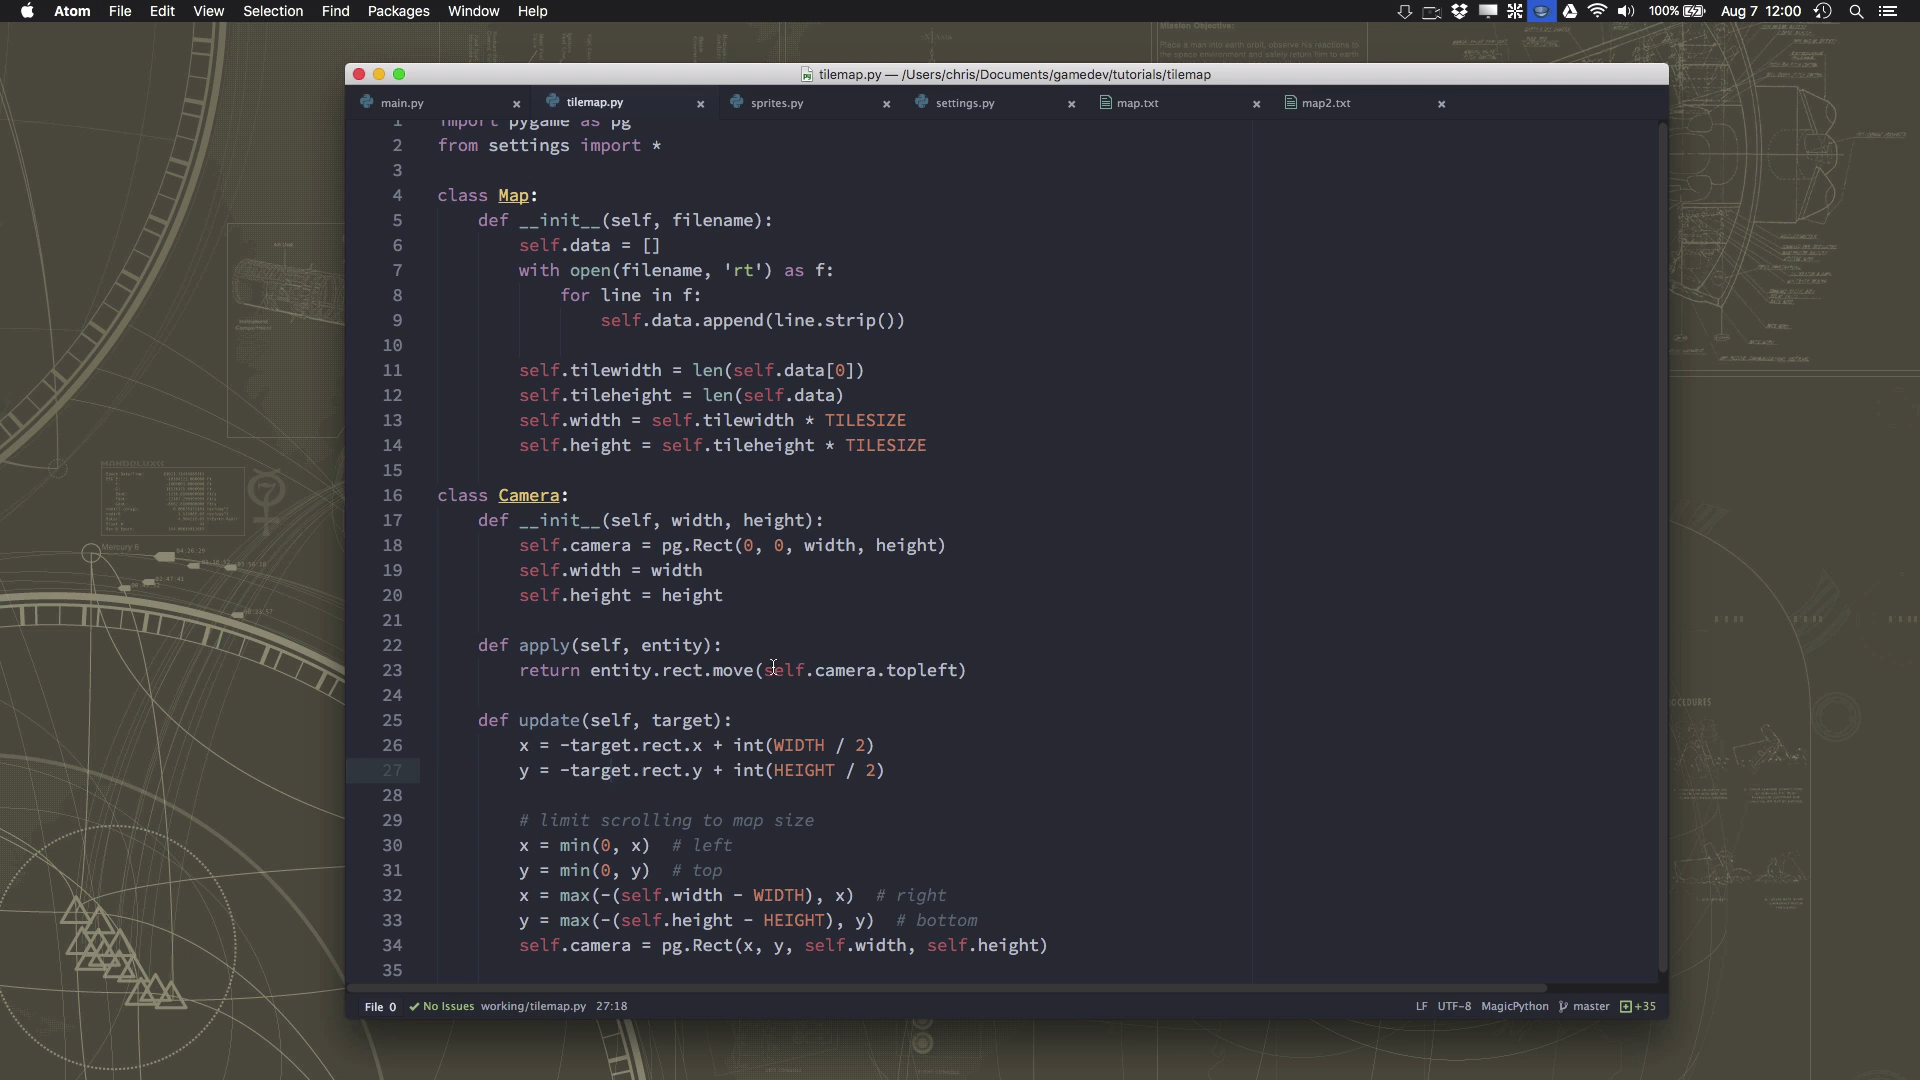 Atom File Edit View Selection Find Packages Window Help
100% Aug 7 12:00
Mission Objective:
tilemap.py — /Users/chris/Documents/gamedev/tutorials/tilemap
main.py tilemap.py sprites.py settings.py map.txt map2.txt
1 import pygame as pg
2 from settings import *
3
4 class Map:
5 def __init__(self, filename):
6 self.data = []
7 with open(filename, 'rt') as f:
8 for line in f:
9 self.data.append(line.strip())
10
11 self.tilewidth = len(self.data[0])
12 self.tileheight = len(self.data)
13 self.width = self.tilewidth * TILESIZE
14 self.height = self.tileheight * TILESIZE
15
16 class Camera:
17 def __init__(self, width, height):
18 self.camera = pg.Rect(0, 0, width, height)
19 self.width = width
20 self.height = height
21
22 def apply(self, entity):
23 return entity.rect.move(self.camera.topleft)
24
25 def update(self, target):
26 x = -target.rect.x + int(WIDTH / 2)
27 y = -target.rect.y + int(HEIGHT / 2)
28
29 # limit scrolling to map size
30 x = min(0, x) # left
31 y = min(0, y) # top
32 x = max(-(self.width - WIDTH), x) # right
33 y = max(-(self.height - HEIGHT), y) # bottom
34 self.camera = pg.Rect(x, y, self.width, self.height)
35
File 0 No Issues working/tilemap.py 27:18
LF UTF-8 MagicPython master +35
Mercury 6